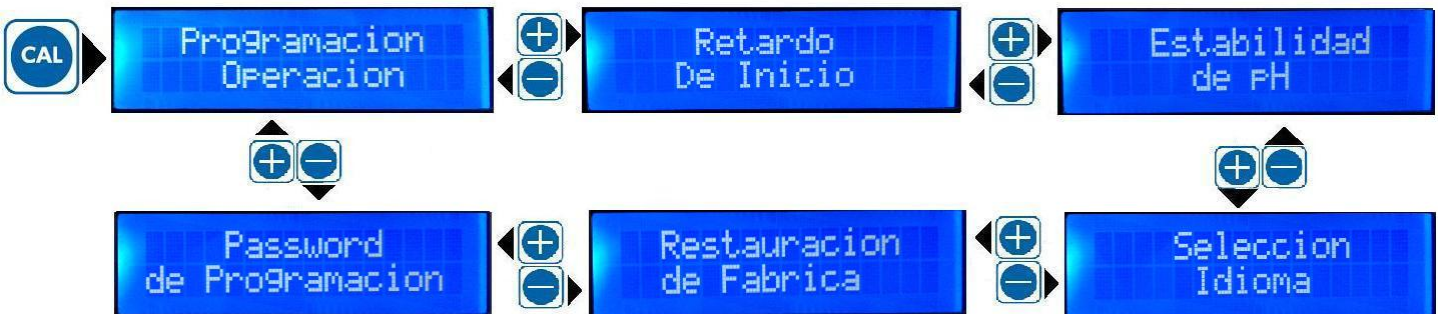 CAL
Programacion
Operacion
Retardo
De Inicio
Estabilidad
de pH
Password
de Programacion
Restauracion
de Fabrica
Seleccion
Idioma